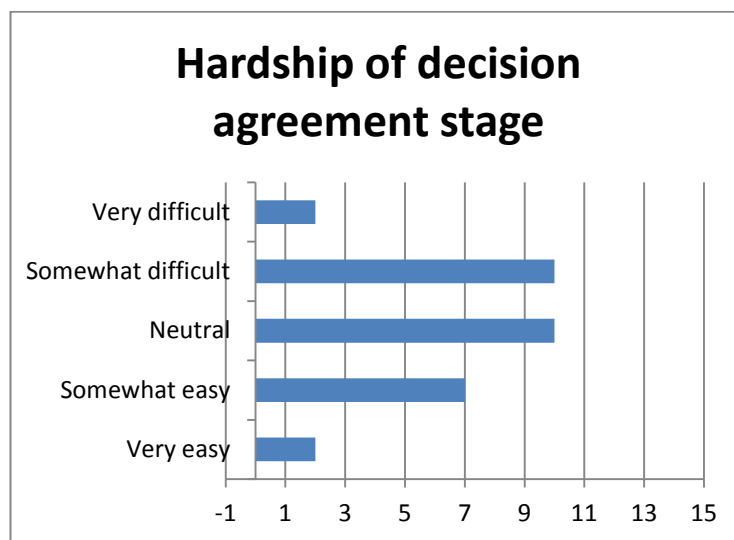 Hardship of decision
agreement stage
Very difficult
Somewhat difficult
Neutral
Somewhat easy
Very easy
-1 1 3 5 7 9 11 13 15